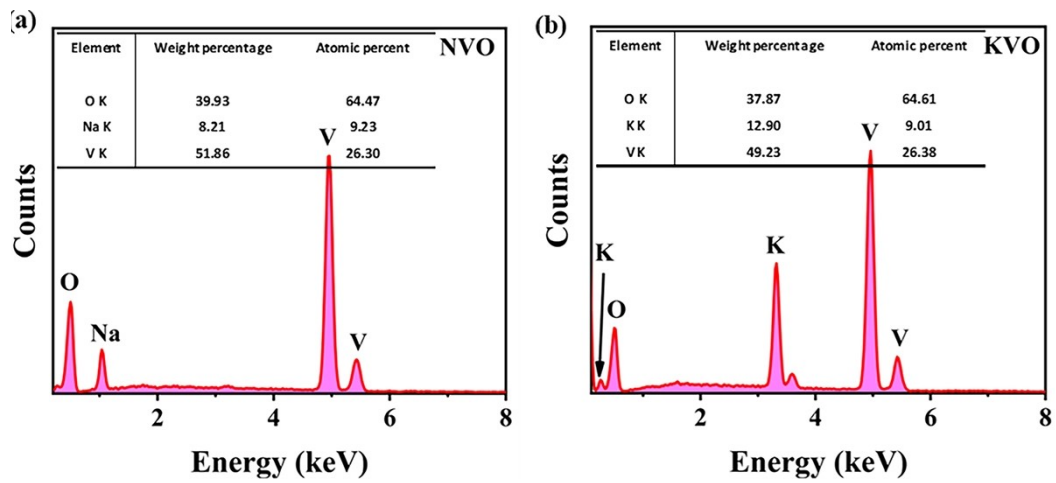 (a)
Element Weight percentage Atomic percent NVO
O K 39.93 64.47
Na K 8.21 9.23
V K 51.86 26.30
V
O
Na
V
Counts
2 4 6 8
Energy (keV)
(b)
Element Weight percentage Atomic percent KVO
O K 37.87 64.61
K K 12.90 9.01
V K 49.23 26.38
V
K
K
O
V
Counts
2 4 6 8
Energy (keV)